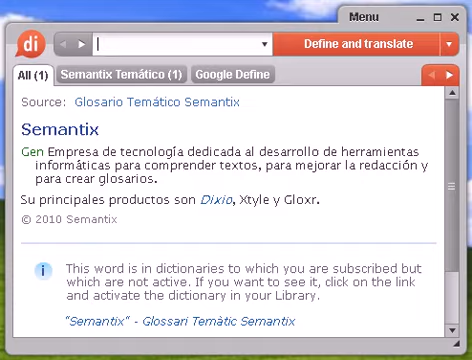 Menu
di
Define and translate
All (1) Semantix Temático (1) Google Define
Source: Glosario Temático Semantix
Semantix
Gen Empresa de tecnología dedicada al desarrollo de herramientas
informáticas para comprender textos, para mejorar la redacción y
para crear glosarios.
Su principales productos son Dixio, Xtyle y Gloxr.
© 2010 Semantix
i
This word is in dictionaries to which you are subscribed but
which are not active. If you want to see it, click on the link
and activate the dictionary in your Library.
"Semantix" - Glossari Temàtic Semantix